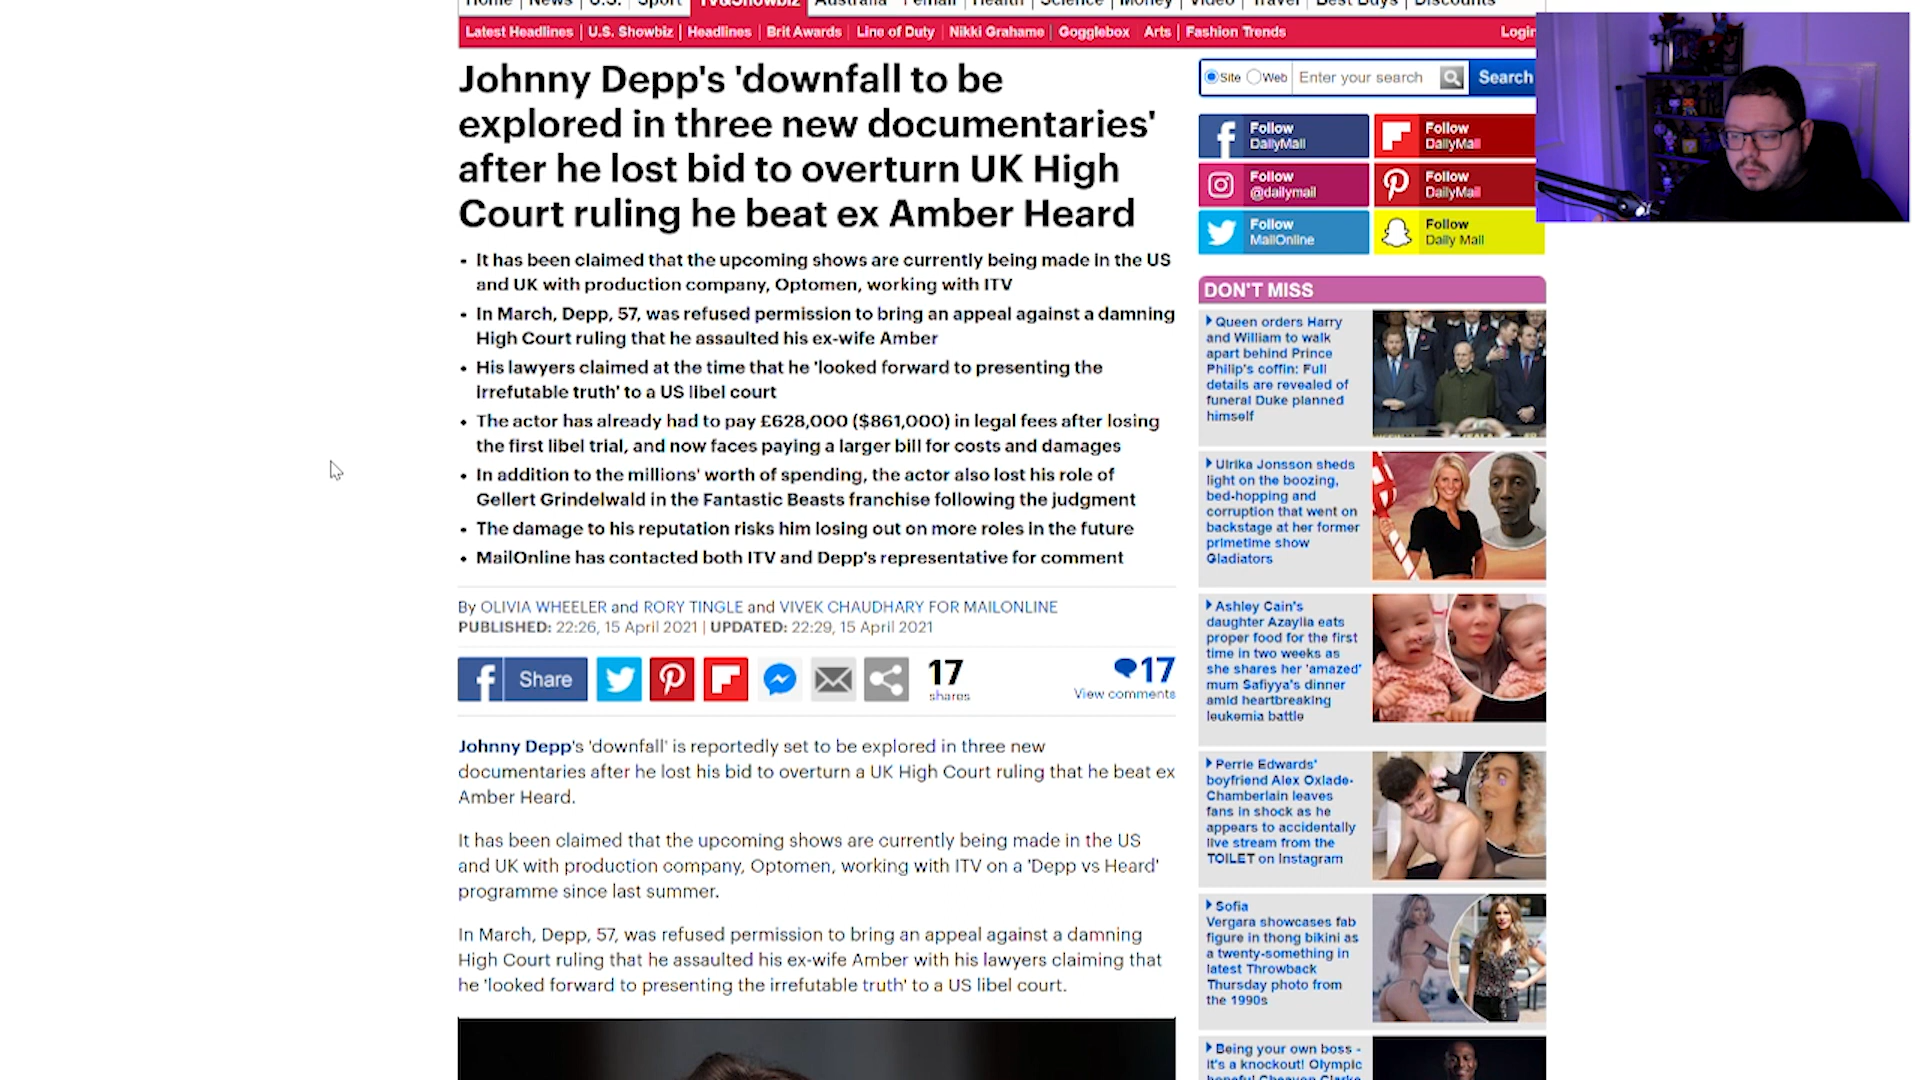 Home News U.S. Sport TV&Showbiz Australia Femail Health Science Money Video Travel Best Buys Discounts
Latest Headlines U.S. Showbiz Headlines Brit Awards Line of Duty Nikki Grahame Gogglebox Arts Fashion Trends Login
Johnny Depp's 'downfall to be
explored in three new documentaries'
after he lost bid to overturn UK High
Court ruling he beat ex Amber Heard
• It has been claimed that the upcoming shows are currently being made in the US
and UK with production company, Optomen, working with ITV
• In March, Depp, 57, was refused permission to bring an appeal against a damning
High Court ruling that he assaulted his ex-wife Amber
• His lawyers claimed at the time that he 'looked forward to presenting the
irrefutable truth' to a US libel court
• The actor has already had to pay £628,000 ($861,000) in legal fees after losing
the first libel trial, and now faces paying a larger bill for costs and damages
• In addition to the millions' worth of spending, the actor also lost his role of
Gellert Grindelwald in the Fantastic Beasts franchise following the judgment
• The damage to his reputation risks him losing out on more roles in the future
• MailOnline has contacted both ITV and Depp's representative for comment
By OLIVIA WHEELER and RORY TINGLE and VIVEK CHAUDHARY FOR MAILONLINE
PUBLISHED: 22:26, 15 April 2021 | UPDATED: 22:29, 15 April 2021
Share
17
shares
17
View comments
Johnny Depp's 'downfall' is reportedly set to be explored in three new
documentaries after he lost his bid to overturn a UK High Court ruling that he beat ex
Amber Heard.
It has been claimed that the upcoming shows are currently being made in the US
and UK with production company, Optomen, working with ITV on a 'Depp vs Heard'
programme since last summer.
In March, Depp, 57, was refused permission to bring an appeal against a damning
High Court ruling that he assaulted his ex-wife Amber with his lawyers claiming that
he 'looked forward to presenting the irrefutable truth' to a US libel court.
Site Web Enter your search Search
Follow
DailyMail
Follow
DailyMail
Follow
@dailymail
Follow
DailyMail
Follow
MailOnline
Follow
Daily Mail
DON'T MISS
Queen orders Harry
and William to walk
apart behind Prince
Philip's coffin: Full
details are revealed of
funeral Duke planned
himself
Ulrika Jonsson sheds
light on the boozing,
bed-hopping and
corruption that went on
backstage at her former
primetime show
Gladiators
Ashley Cain's
daughter Azaylia eats
proper food for the first
time in two weeks as
she shares her 'amazed'
mum Safiyya's dinner
amid heartbreaking
leukemia battle
Perrie Edwards'
boyfriend Alex Oxlade-
Chamberlain leaves
fans in shock as he
appears to accidentally
live stream from the
TOILET on Instagram
Sofia
Vergara showcases fab
figure in thong bikini as
a twenty-something in
latest Throwback
Thursday photo from
the 1990s
Being your own boss -
it's a knockout! Olympic